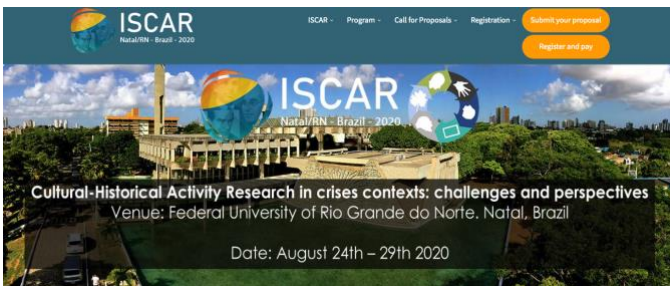 ISCAR
Natal/RN - Brazil - 2020
ISCAR
Program
Call for Proposals
Registration
Submit your proposal
Register and pay
ISCAR
Natal/RN - Brazil - 2020
Cultural-Historical Activity Research in crises contexts: challenges and perspectives
Venue: Federal University of Rio Grande do Norte. Natal, Brazil
Date: August 24th – 29th 2020